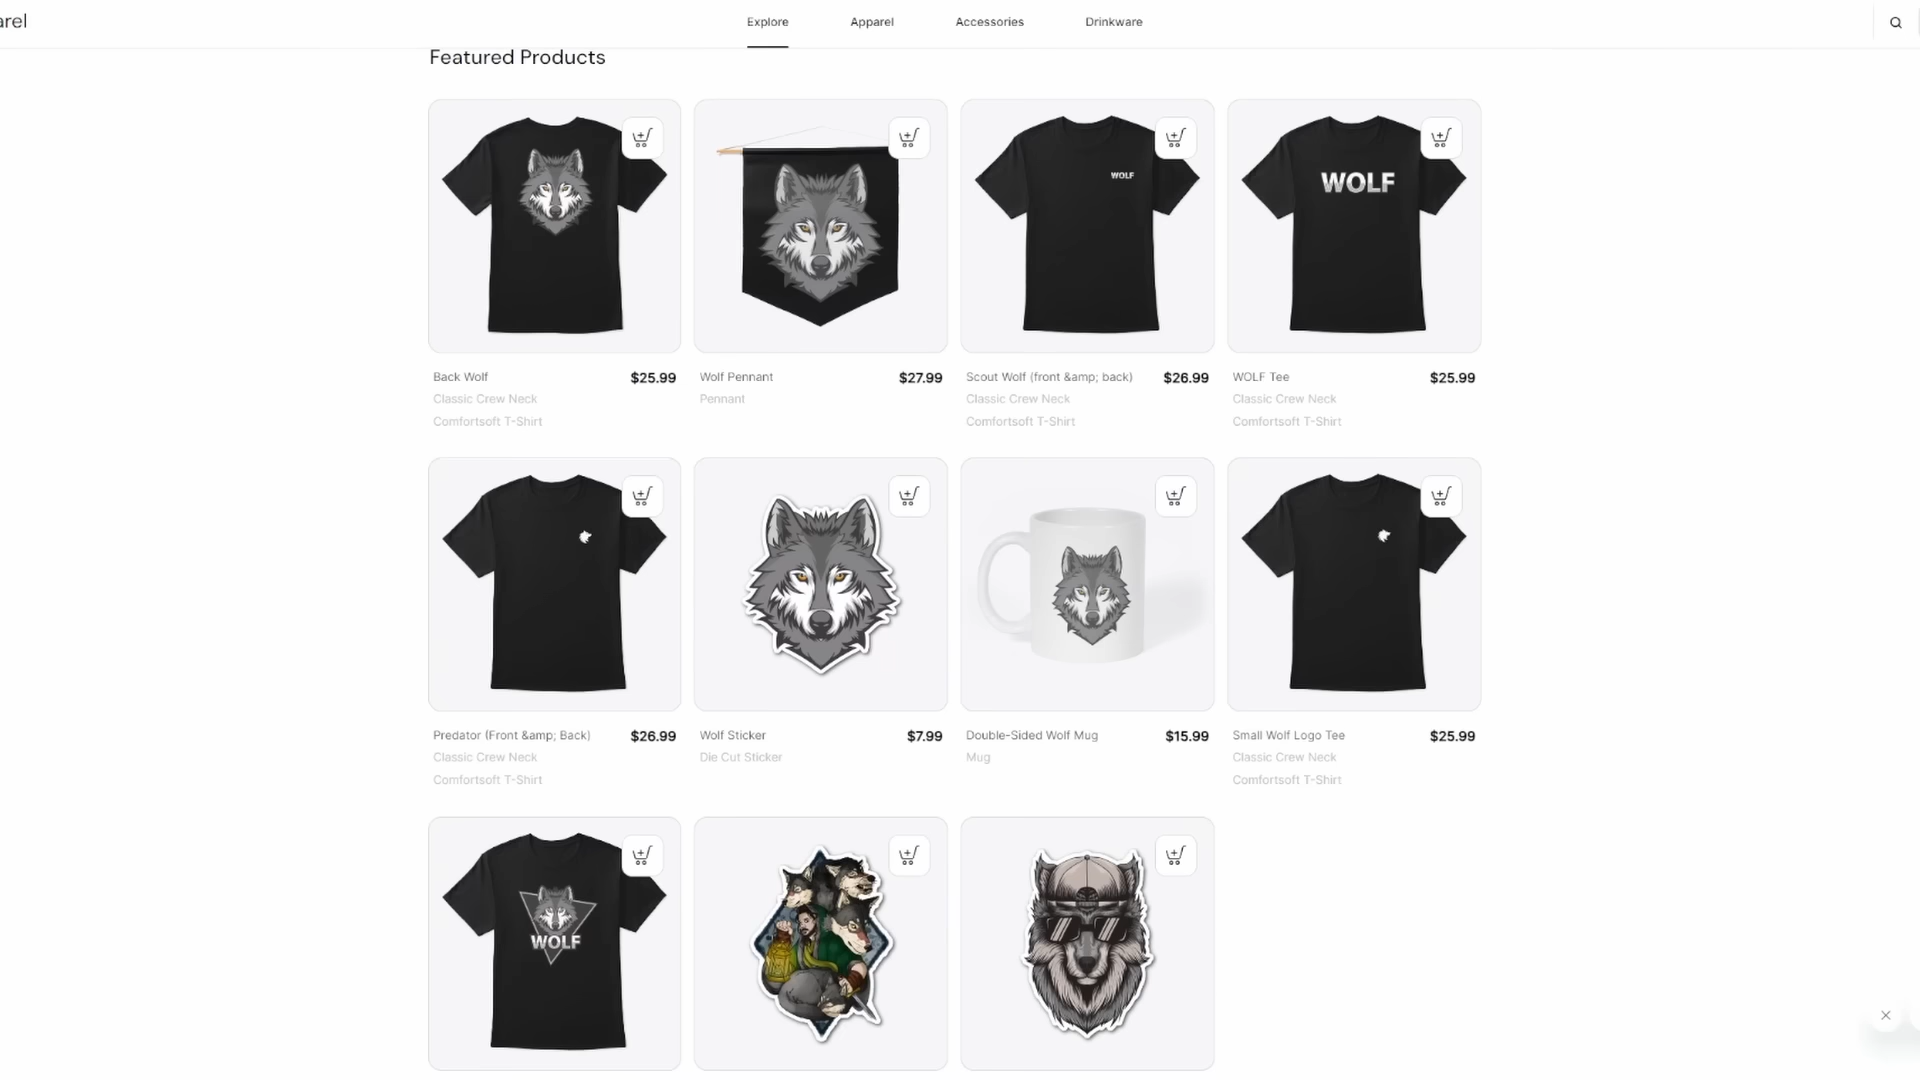 arel
Explore
Apparel
Accessories
Drinkware
Featured Products
WOLF
WOLF
Back Wolf
$25.99
Classic Crew Neck
Comfortsoft T-Shirt
Wolf Pennant
$27.99
Pennant
Scout Wolf (front &amp; back)
$26.99
Classic Crew Neck
Comfortsoft T-Shirt
WOLF Tee
$25.99
Classic Crew Neck
Comfortsoft T-Shirt
Predator (Front &amp; Back)
$26.99
Classic Crew Neck
Comfortsoft T-Shirt
Wolf Sticker
$7.99
Die Cut Sticker
Double-Sided Wolf Mug
$15.99
Mug
Small Wolf Logo Tee
$25.99
Classic Crew Neck
Comfortsoft T-Shirt
WOLF